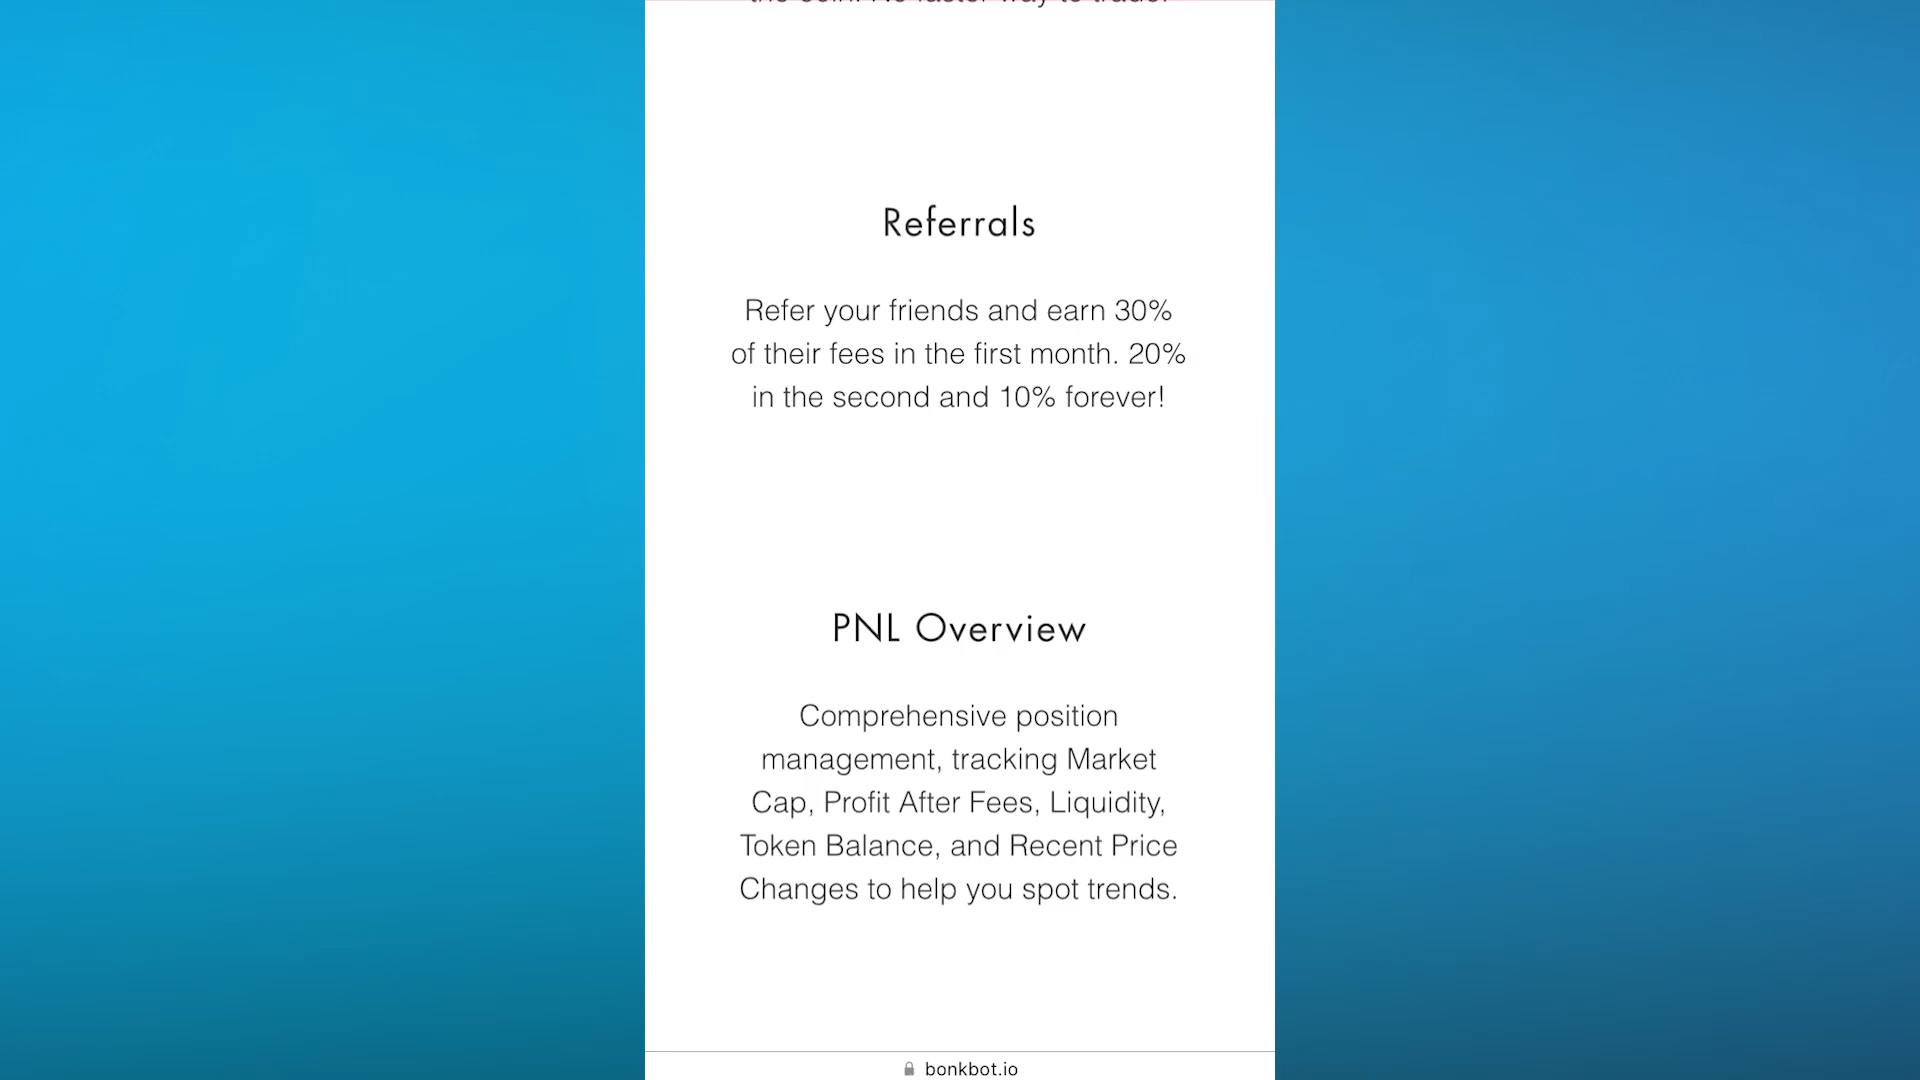 Referrals
Refer your friends and earn 30%
of their fees in the first month. 20%
in the second and 10% forever!
PNL Overview
Comprehensive position
management, tracking Market
Cap, Profit After Fees, Liquidity,
Token Balance, and Recent Price
Changes to help you spot trends.
bonkbot.io